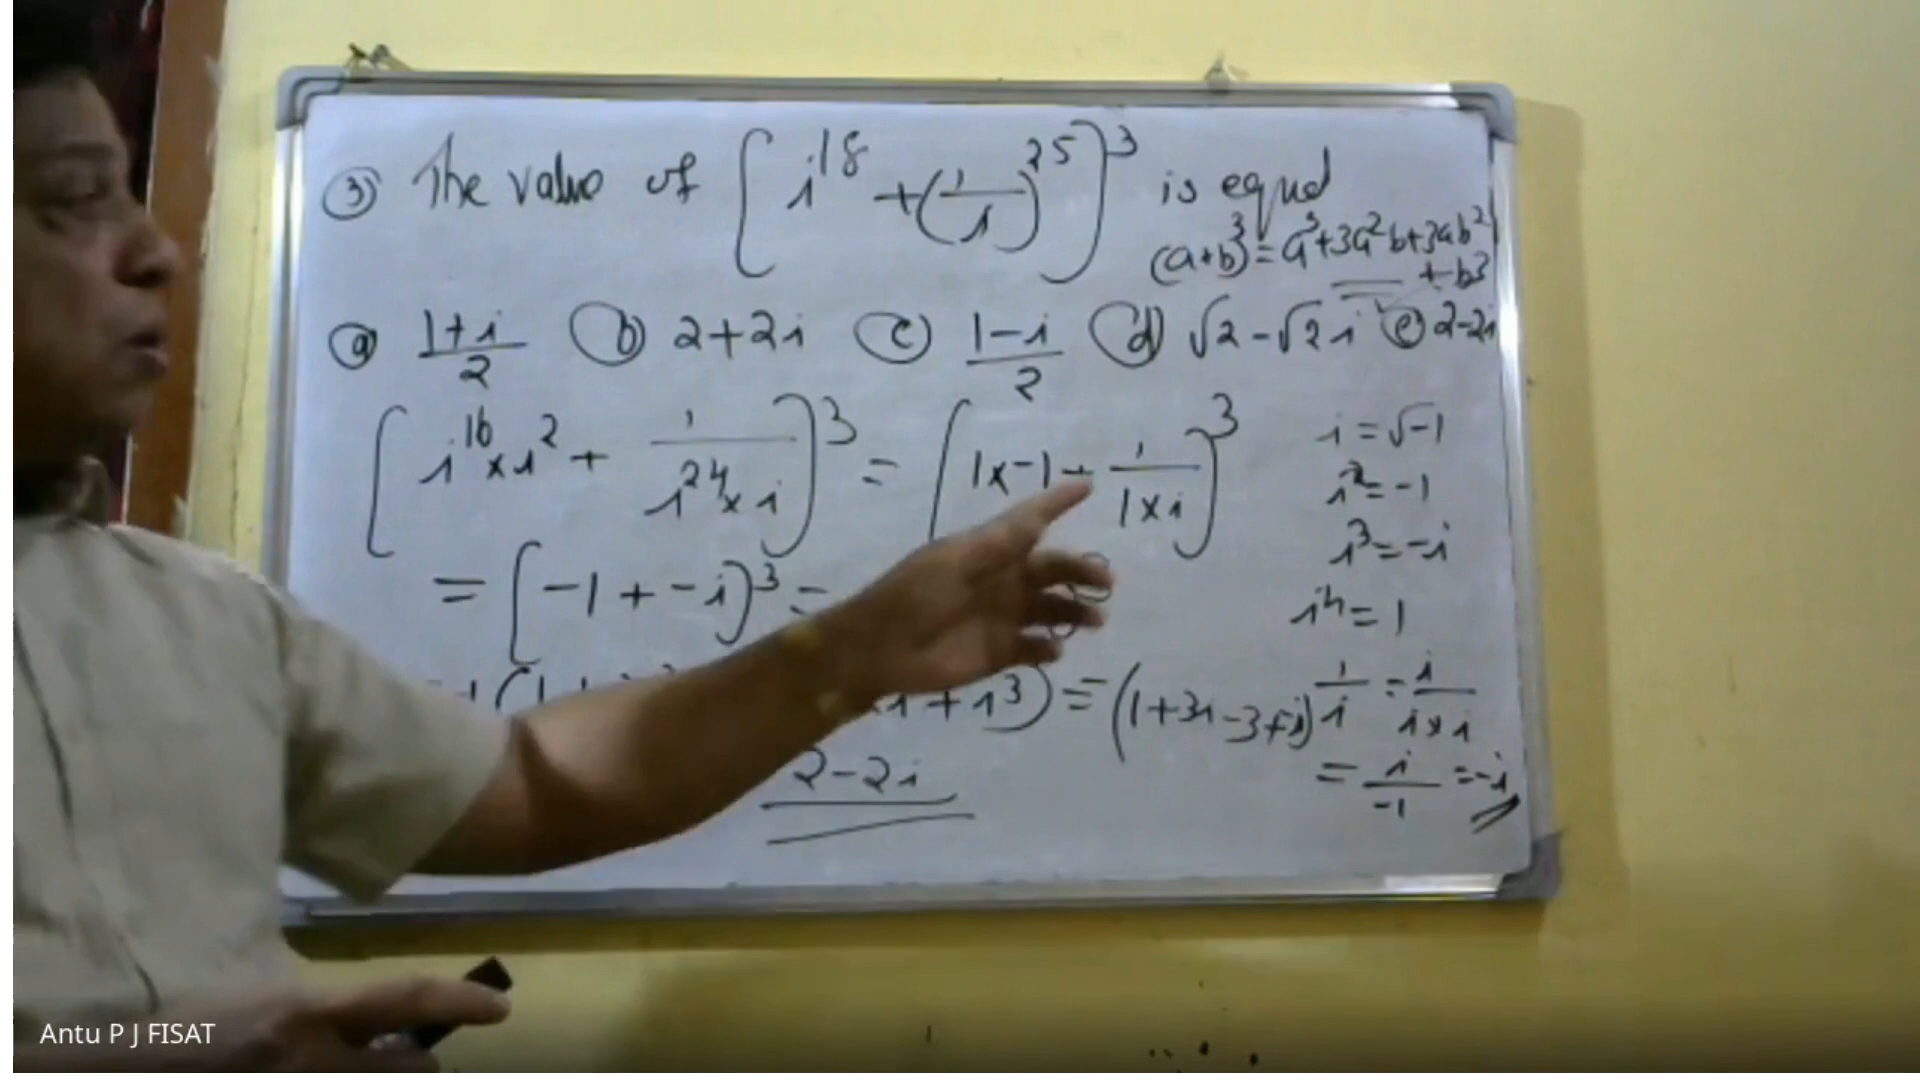 ③ The value of [i^18 + (1/i)^25]^3 is equal
(a+b)^3 = a^3+3a^2b+3ab^2
+b^3
ⓐ (1+i)/2 ⓑ 2+2i ⓒ (1-i)/2 ⓓ √2-√2i ⓔ 2-2i
[i^16 × i^2 + 1/(i^24 × i)]^3 = [1×-1+ 1/(1×i)]^3
i = √-1
i^2 = -1
= [-1 + -i)^3 =
i^3 = -i
i^4 = 1
i + i^3) = (1+3i-3+-i)
1/i = i/(i×i)
2-2i
= i/-1 = -i
Antu P J FISAT